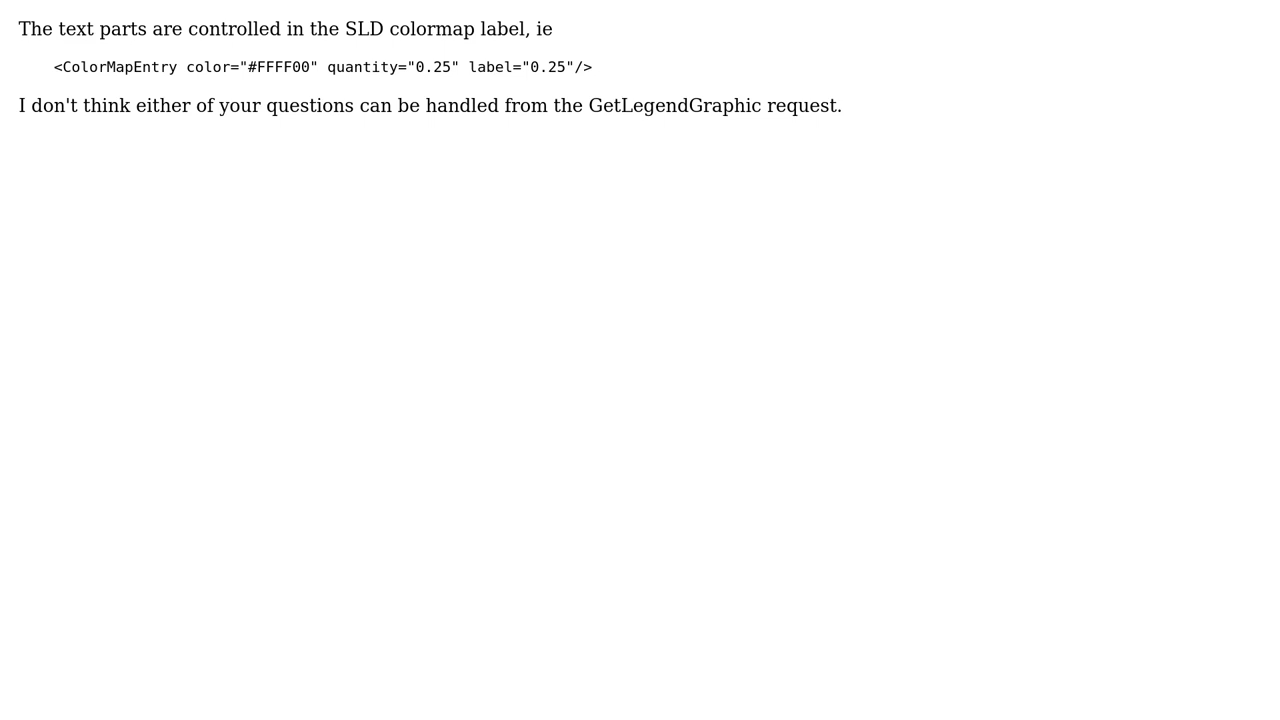 The text parts are controlled in the SLD colormap label, ie
<ColorMapEntry color="#FFFF00" quantity="0.25" label="0.25"/>
I don't think either of your questions can be handled from the GetLegendGraphic request.